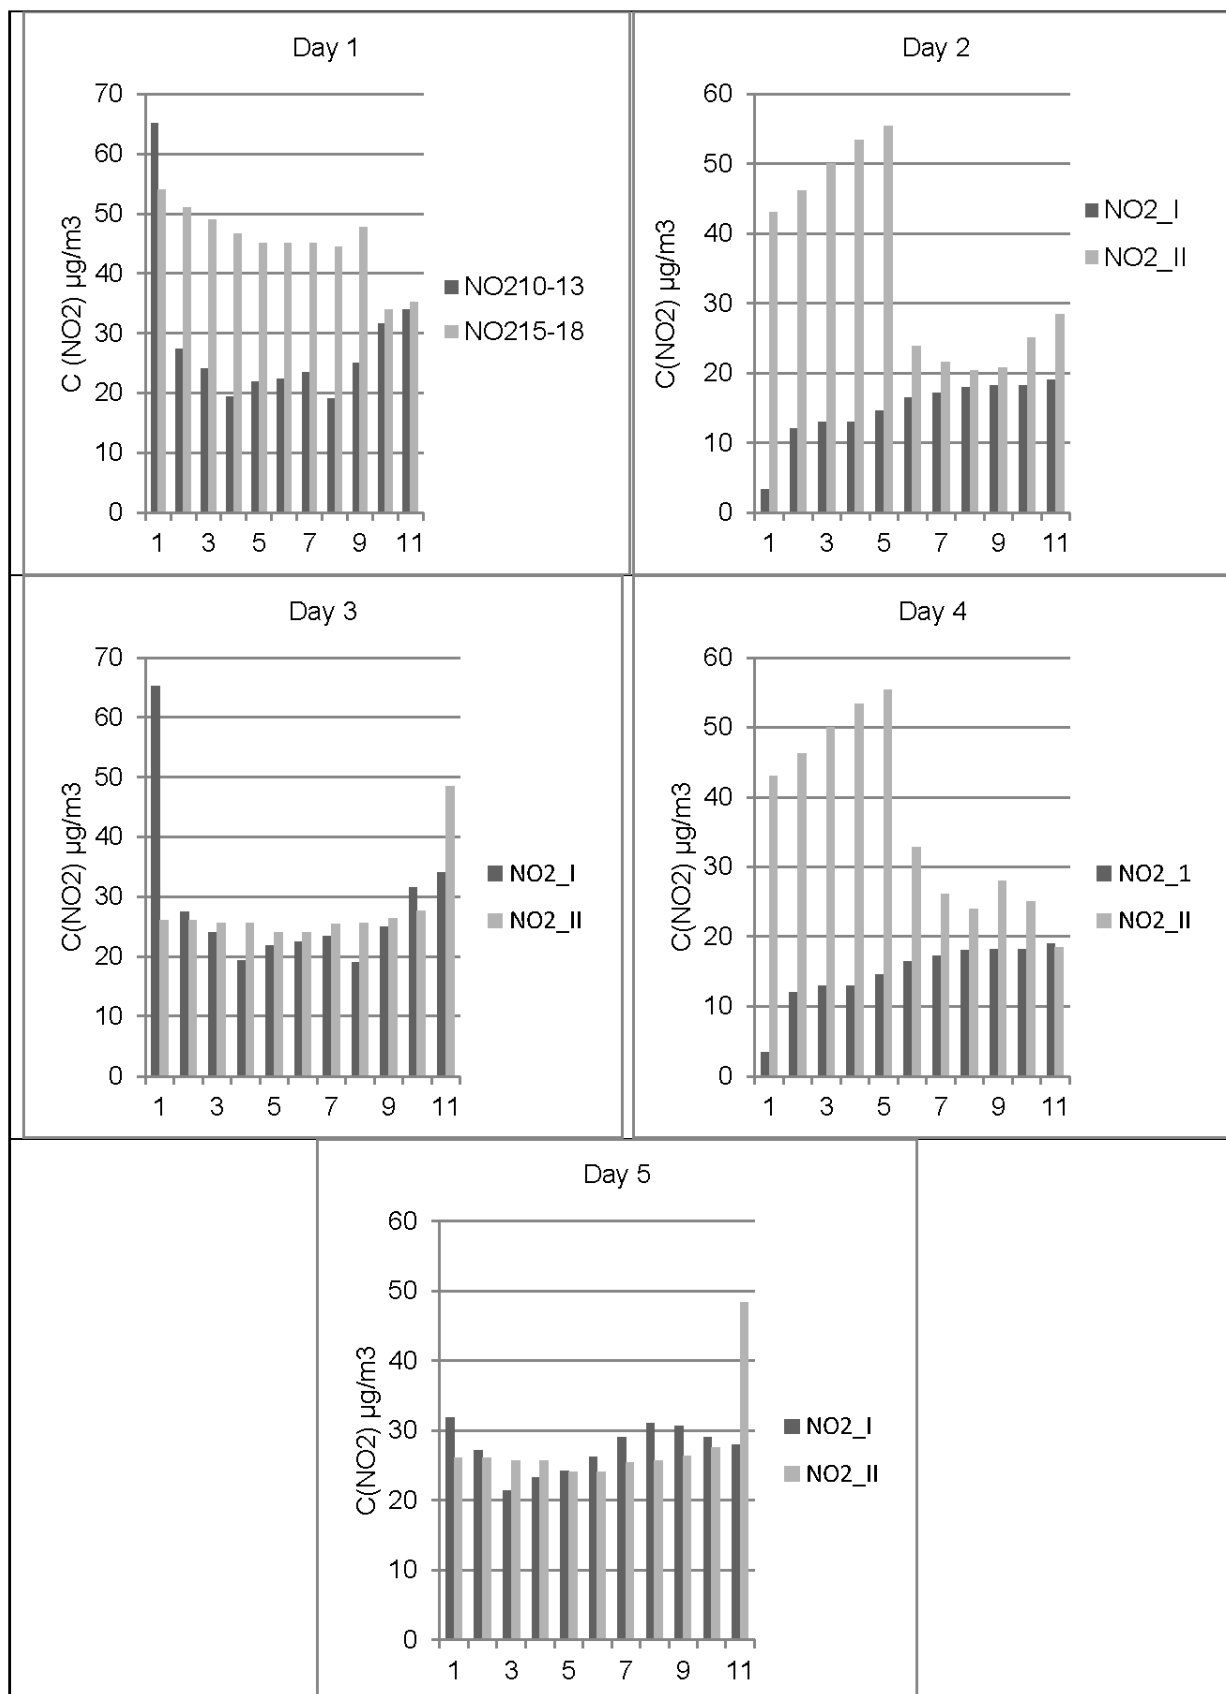 Day 1
C (NO2) µg/m3
70
60
50
40
30
20
10
0
1 3 5 7 9 11
NO210-13
NO215-18
Day 2
C(NO2) µg/m3
60
50
40
30
20
10
0
1 3 5 7 9 11
NO2_I
NO2_II
Day 3
C(NO2) µg/m3
70
60
50
40
30
20
10
0
1 3 5 7 9 11
NO2_I
NO2_II
Day 4
C(NO2) µg/m3
60
50
40
30
20
10
0
1 3 5 7 9 11
NO2_1
NO2_II
Day 5
C(NO2) µg/m3
60
50
40
30
20
10
0
1 3 5 7 9 11
NO2_I
NO2_II